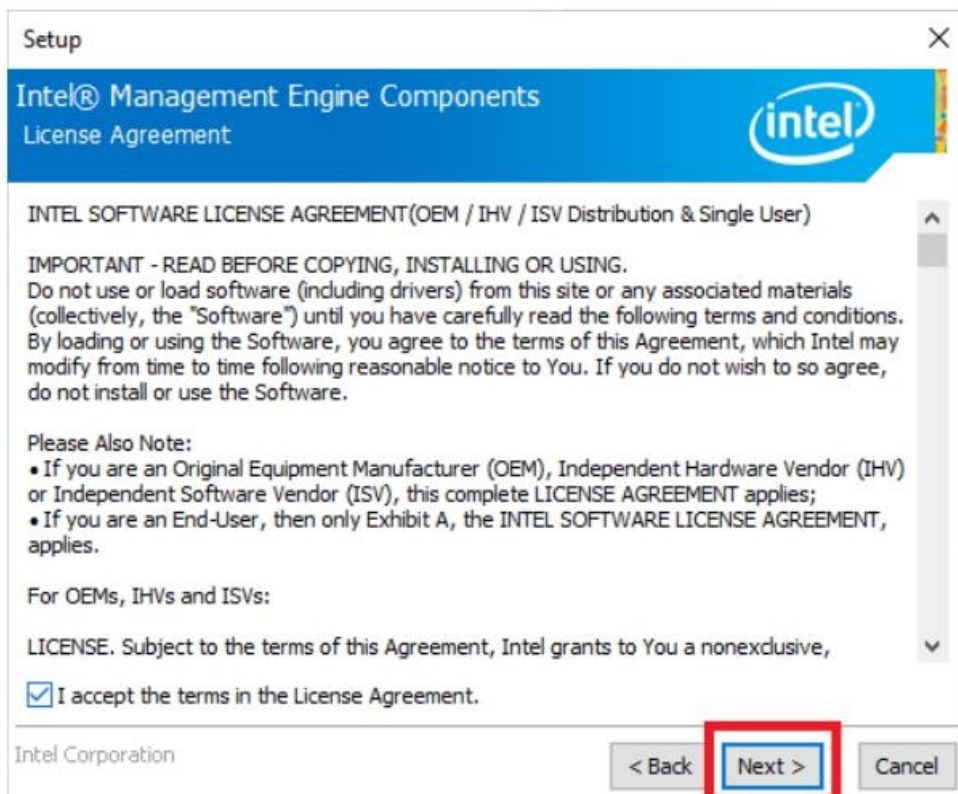 Setup
Intel® Management Engine Components
License Agreement
intel
INTEL SOFTWARE LICENSE AGREEMENT(OEM / IHV / ISV Distribution & Single User)
IMPORTANT - READ BEFORE COPYING, INSTALLING OR USING.
Do not use or load software (including drivers) from this site or any associated materials
(collectively, the "Software") until you have carefully read the following terms and conditions.
By loading or using the Software, you agree to the terms of this Agreement, which Intel may
modify from time to time following reasonable notice to You. If you do not wish to so agree,
do not install or use the Software.
Please Also Note:
• If you are an Original Equipment Manufacturer (OEM), Independent Hardware Vendor (IHV)
or Independent Software Vendor (ISV), this complete LICENSE AGREEMENT applies;
• If you are an End-User, then only Exhibit A, the INTEL SOFTWARE LICENSE AGREEMENT,
applies.
For OEMs, IHVs and ISVs:
LICENSE. Subject to the terms of this Agreement, Intel grants to You a nonexclusive,
I accept the terms in the License Agreement.
Intel Corporation
< Back Next > Cancel